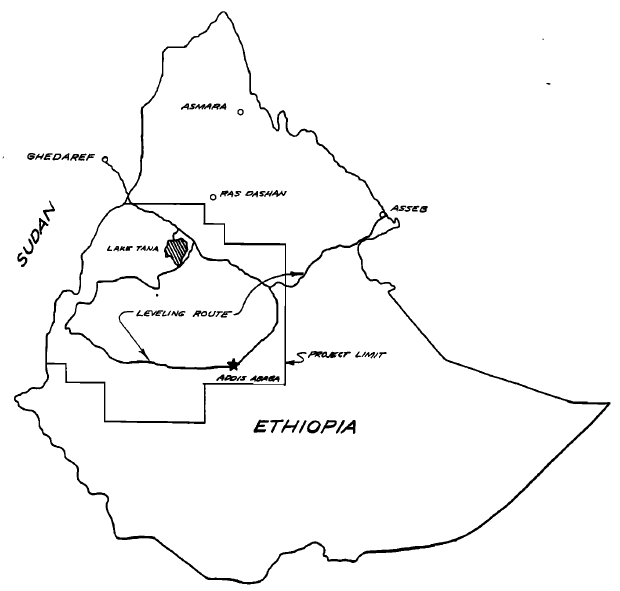 ASMARA
GHEDAREF
RAS DASHAN
ASSEB
SUDAN
LAKE TANA
LEVELING ROUTE
PROJECT LIMIT
ADDIS ABABA
ETHIOPIA